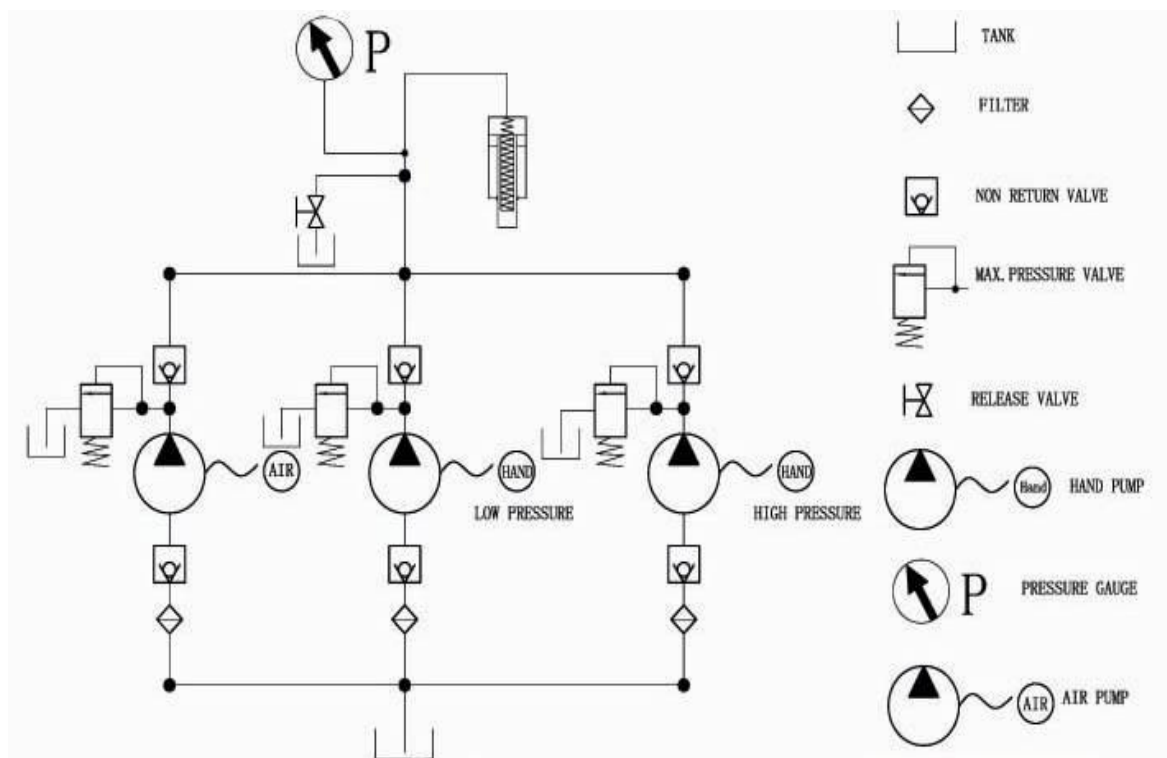 P
TANK
FILTER
NON RETURN VALVE
MAX.PRESSURE VALVE
RELEASE VALVE
AIR
HAND
LOW PRESSURE
HAND
HIGH PRESSURE
Hand
HAND PUMP
P
PRESSURE GAUGE
AIR
AIR PUMP